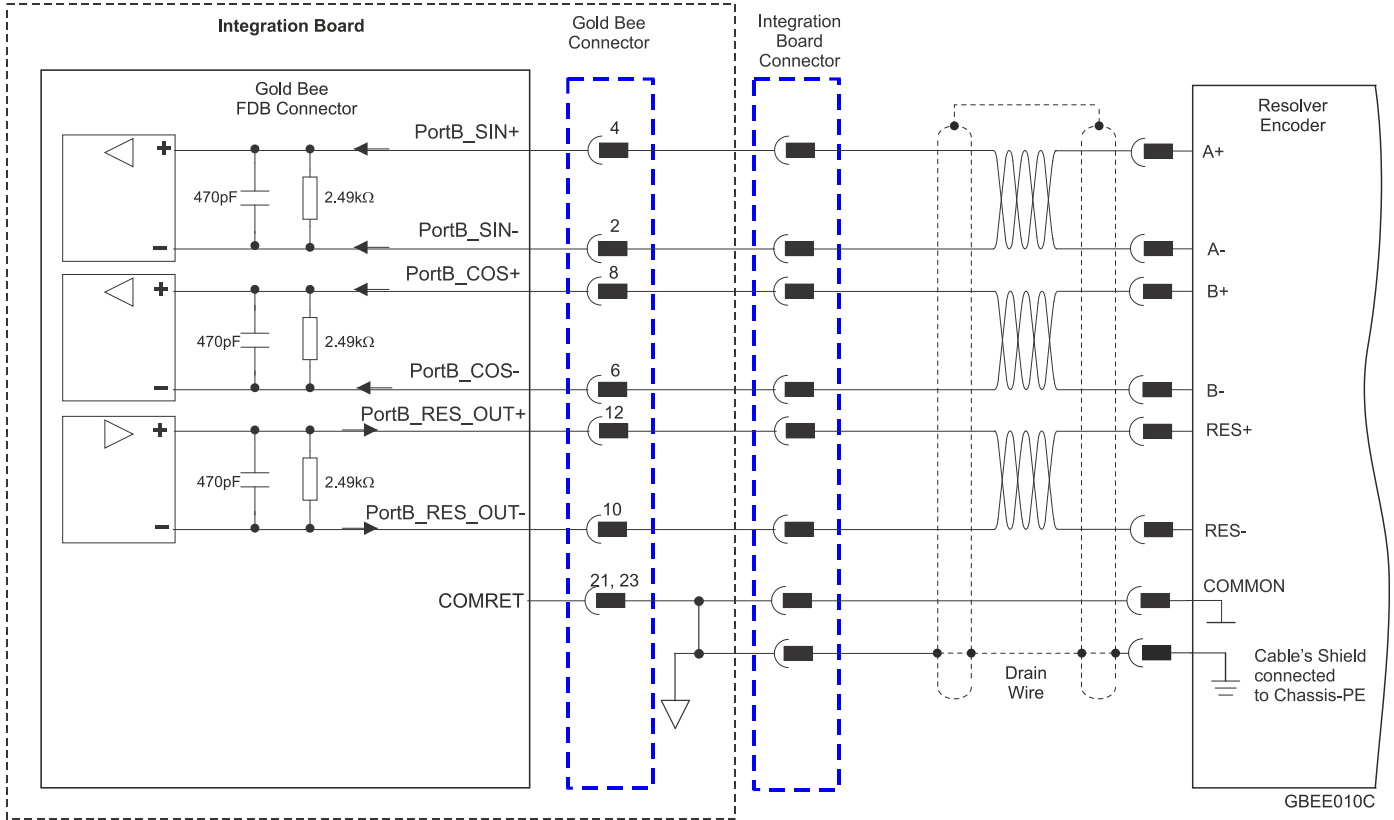 Integration Board
Gold Bee
Connector
Integration
Board
Connector
Gold Bee
FDB Connector
Resolver
Encoder
PortB_SIN+
4
A+
470pF
2.49kΩ
PortB_SIN-
2
A-
PortB_COS+
8
B+
470pF
2.49kΩ
PortB_COS-
6
B-
PortB_RES_OUT+
12
RES+
470pF
2.49kΩ
PortB_RES_OUT-
10
RES-
COMRET
21, 23
COMMON
Drain
Wire
Cable's Shield
connected
to Chassis-PE
GBEE010C